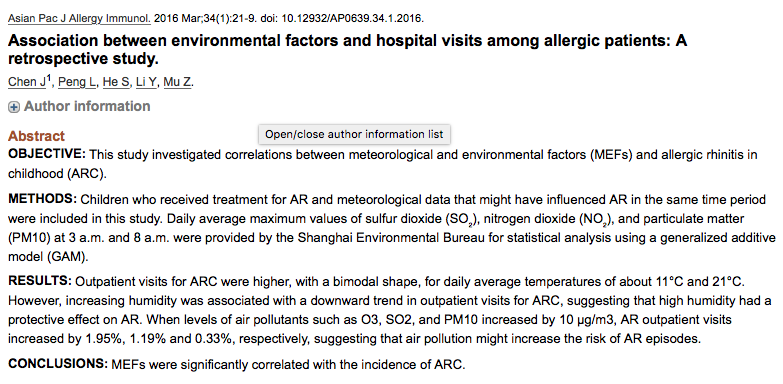 Asian Pac J Allergy Immunol. 2016 Mar;34(1):21-9. doi: 10.12932/AP0639.34.1.2016.
Association between environmental factors and hospital visits among allergic patients: A
retrospective study.
Chen J1, Peng L, He S, Li Y, Mu Z.
Author information
Open/close author information list
Abstract
OBJECTIVE: This study investigated correlations between meteorological and environmental factors (MEFs) and allergic rhinitis in
childhood (ARC).
METHODS: Children who received treatment for AR and meteorological data that might have influenced AR in the same time period
were included in this study. Daily average maximum values of sulfur dioxide (SO2), nitrogen dioxide (NO2), and particulate matter
(PM10) at 3 a.m. and 8 a.m. were provided by the Shanghai Environmental Bureau for statistical analysis using a generalized additive
model (GAM).
RESULTS: Outpatient visits for ARC were higher, with a bimodal shape, for daily average temperatures of about 11°C and 21°C.
However, increasing humidity was associated with a downward trend in outpatient visits for ARC, suggesting that high humidity had a
protective effect on AR. When levels of air pollutants such as O3, SO2, and PM10 increased by 10 μg/m3, AR outpatient visits
increased by 1.95%, 1.19% and 0.33%, respectively, suggesting that air pollution might increase the risk of AR episodes.
CONCLUSIONS: MEFs were significantly correlated with the incidence of ARC.